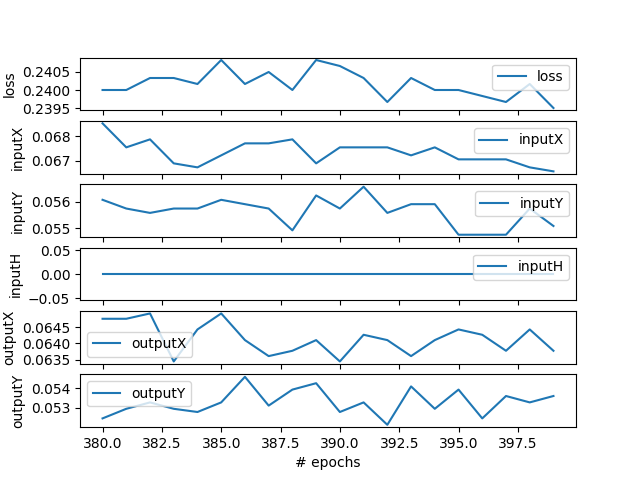 loss
0.2405
0.2400
0.2395
loss
inputX
0.068
0.067
inputX
inputY
0.056
0.055
inputY
inputH
0.05
0.00
−0.05
inputH
outputX
0.0645
0.0640
0.0635
outputX
outputY
0.054
0.053
outputY
380.0 382.5 385.0 387.5 390.0 392.5 395.0 397.5
# epochs